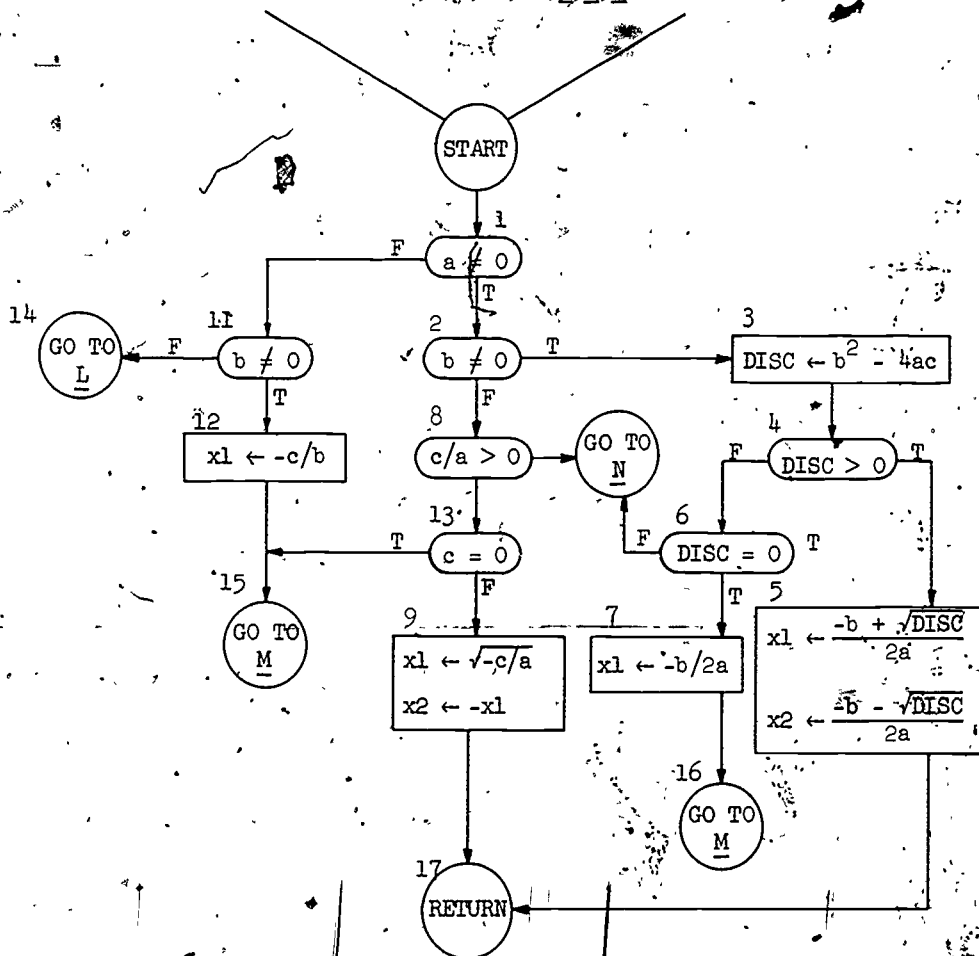 START
1
a ≠ 0
F
T
14
GO TO
L
F
11
b ≠ 0
T
2
b ≠ 0
T
F
3
DISC ← b² - 4ac
12
x1 ← -c/b
8
c/a > 0
GO TO
N
4
DISC > 0
F
T
13
c = 0
T
F
6
DISC = 0
F
T
T
15
GO TO
M
9
x1 ← √-c/a
x2 ← -x1
7
x1 ← -b/2a
5
x1 ← -b + √DISC / 2a
x2 ← -b - √DISC / 2a
16
GO TO
M
17
RETURN